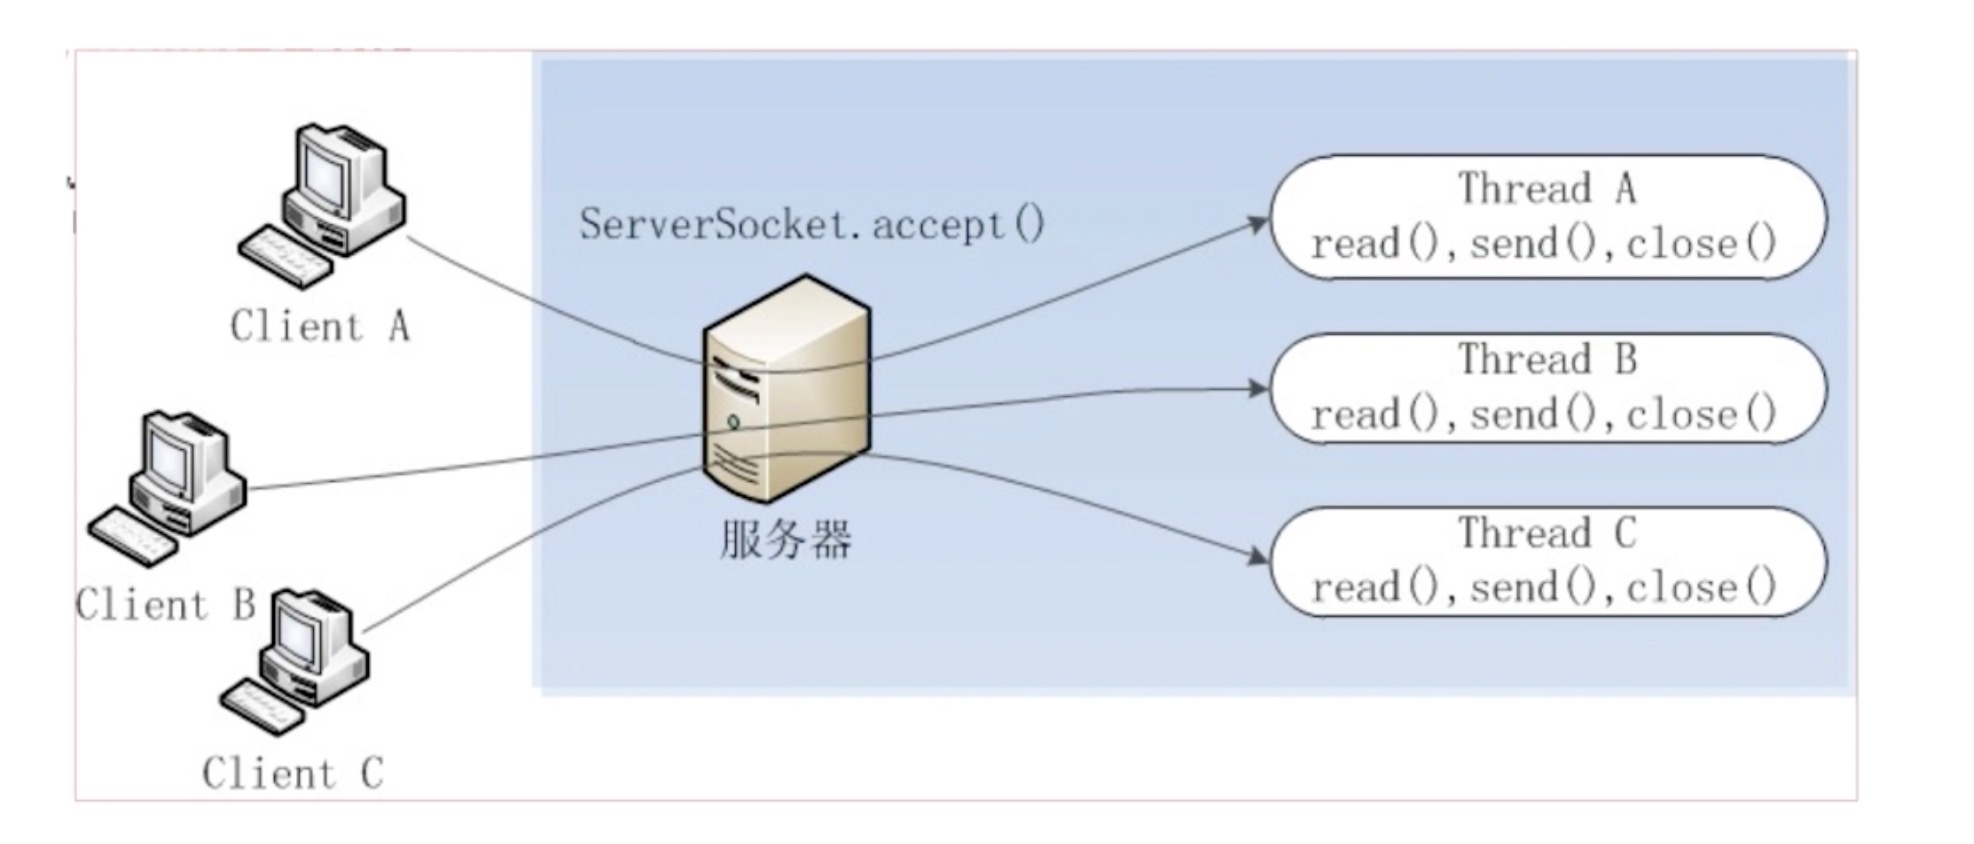 Client A
Client B
Client C
ServerSocket.accept()
服务器
Thread A
read(),send(),close()
Thread B
read(),send(),close()
Thread C
read(),send(),close()